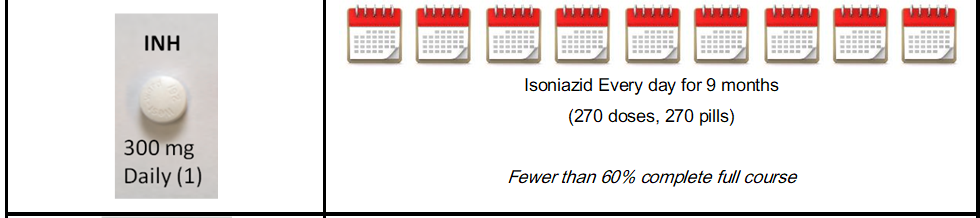 INH
300 mg
Daily (1)
Isoniazid Every day for 9 months
(270 doses, 270 pills)
Fewer than 60% complete full course